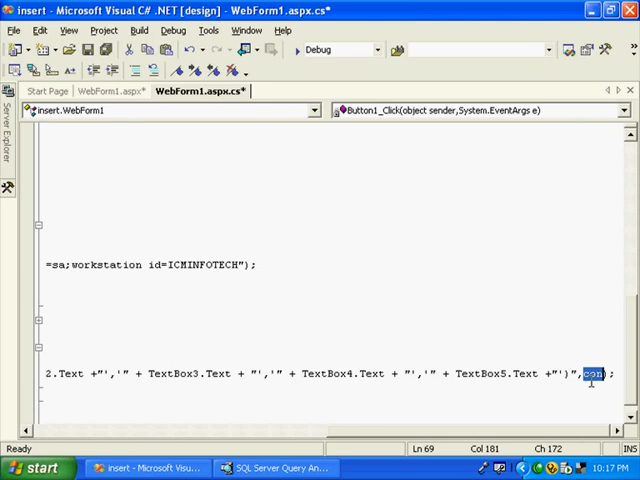 insert - Microsoft Visual C# .NET [design] - WebForm1.aspx.cs*
File Edit View Project Build Debug Tools Window Help
Debug
Start Page WebForm1.aspx* WebForm1.aspx.cs*
insert.WebForm1 Button1_Click(object sender,System.EventArgs e)
Server Explorer
=sa;workstation id=ICMINFOTECH");
2.Text +"','" + TextBox3.Text + "','" + TextBox4.Text + "','" + TextBox5.Text +"')",con);
Ready Ln 69 Col 181 Ch 172 INS
start insert - Microsoft Visu... SQL Server Query An... 10:17 PM